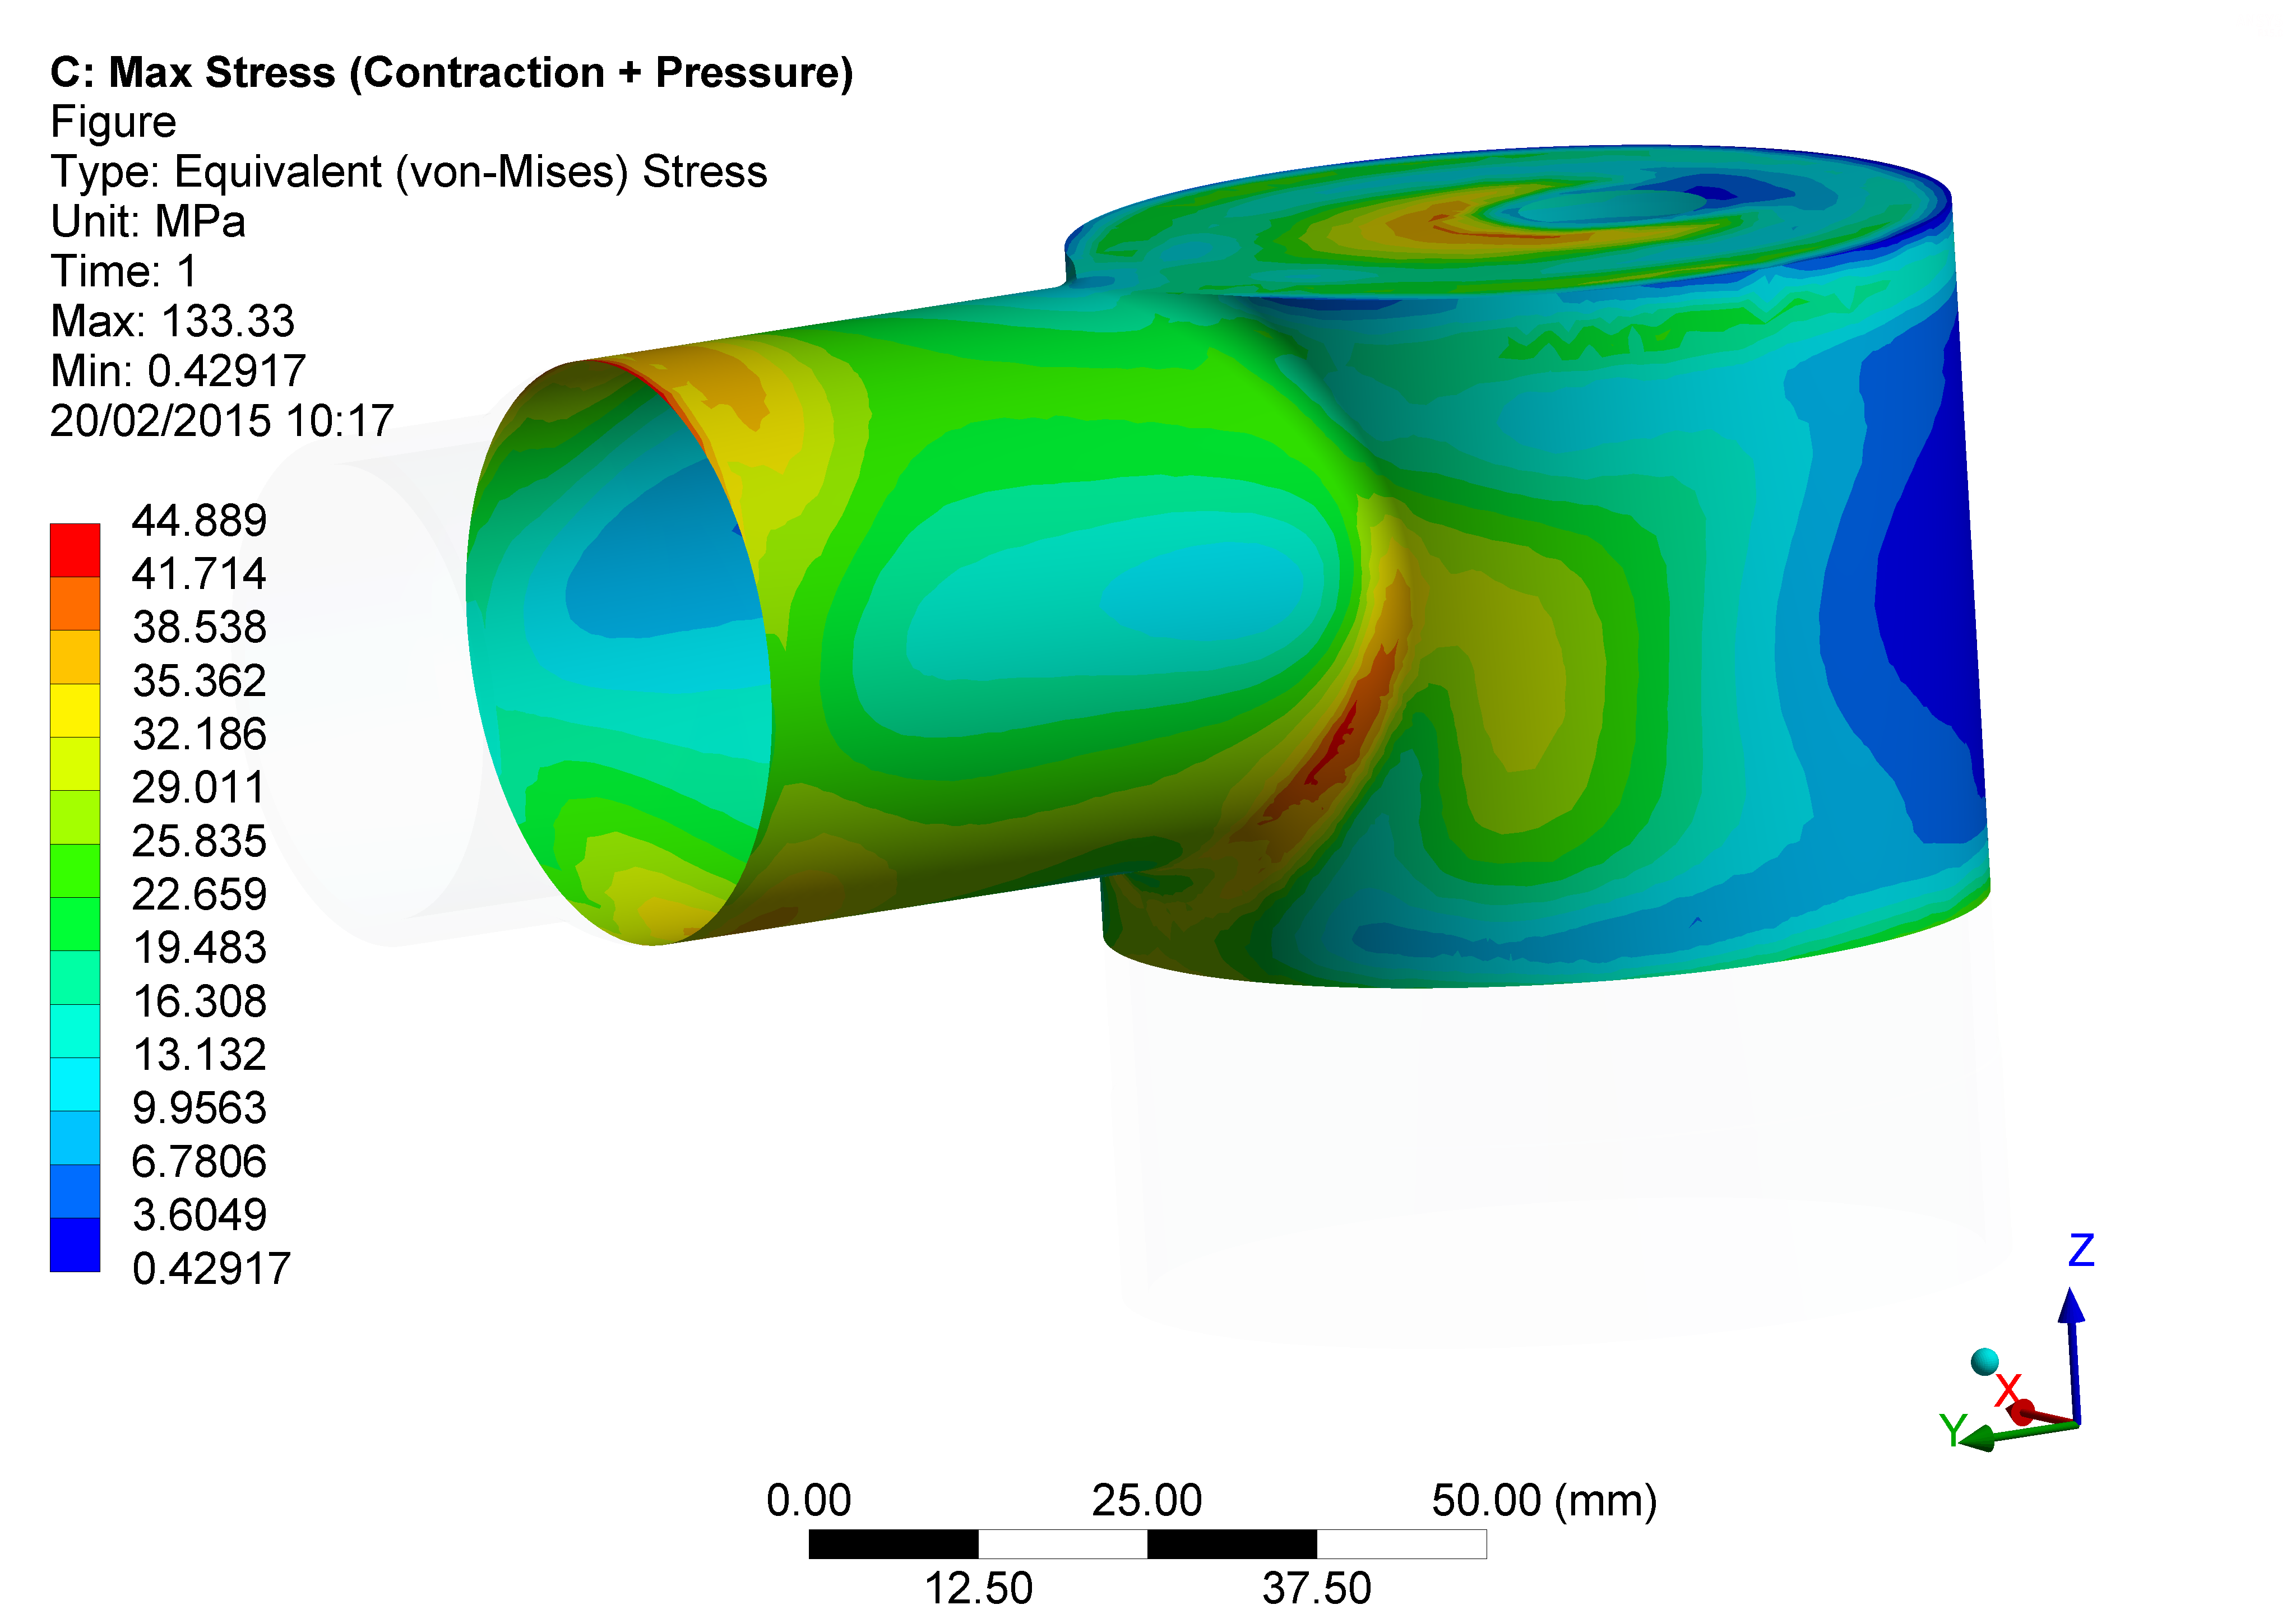 C: Max Stress (Contraction + Pressure)
Figure
Type: Equivalent (von-Mises) Stress
Unit: MPa
Time: 1
Max: 133.33
Min: 0.42917
20/02/2015 10:17
44.889
41.714
38.538
35.362
32.186
29.011
25.835
22.659
19.483
16.308
13.132
9.9563
6.7806
3.6049
0.42917
Z
X
Y
0.00 25.00 50.00 (mm)
12.50 37.50